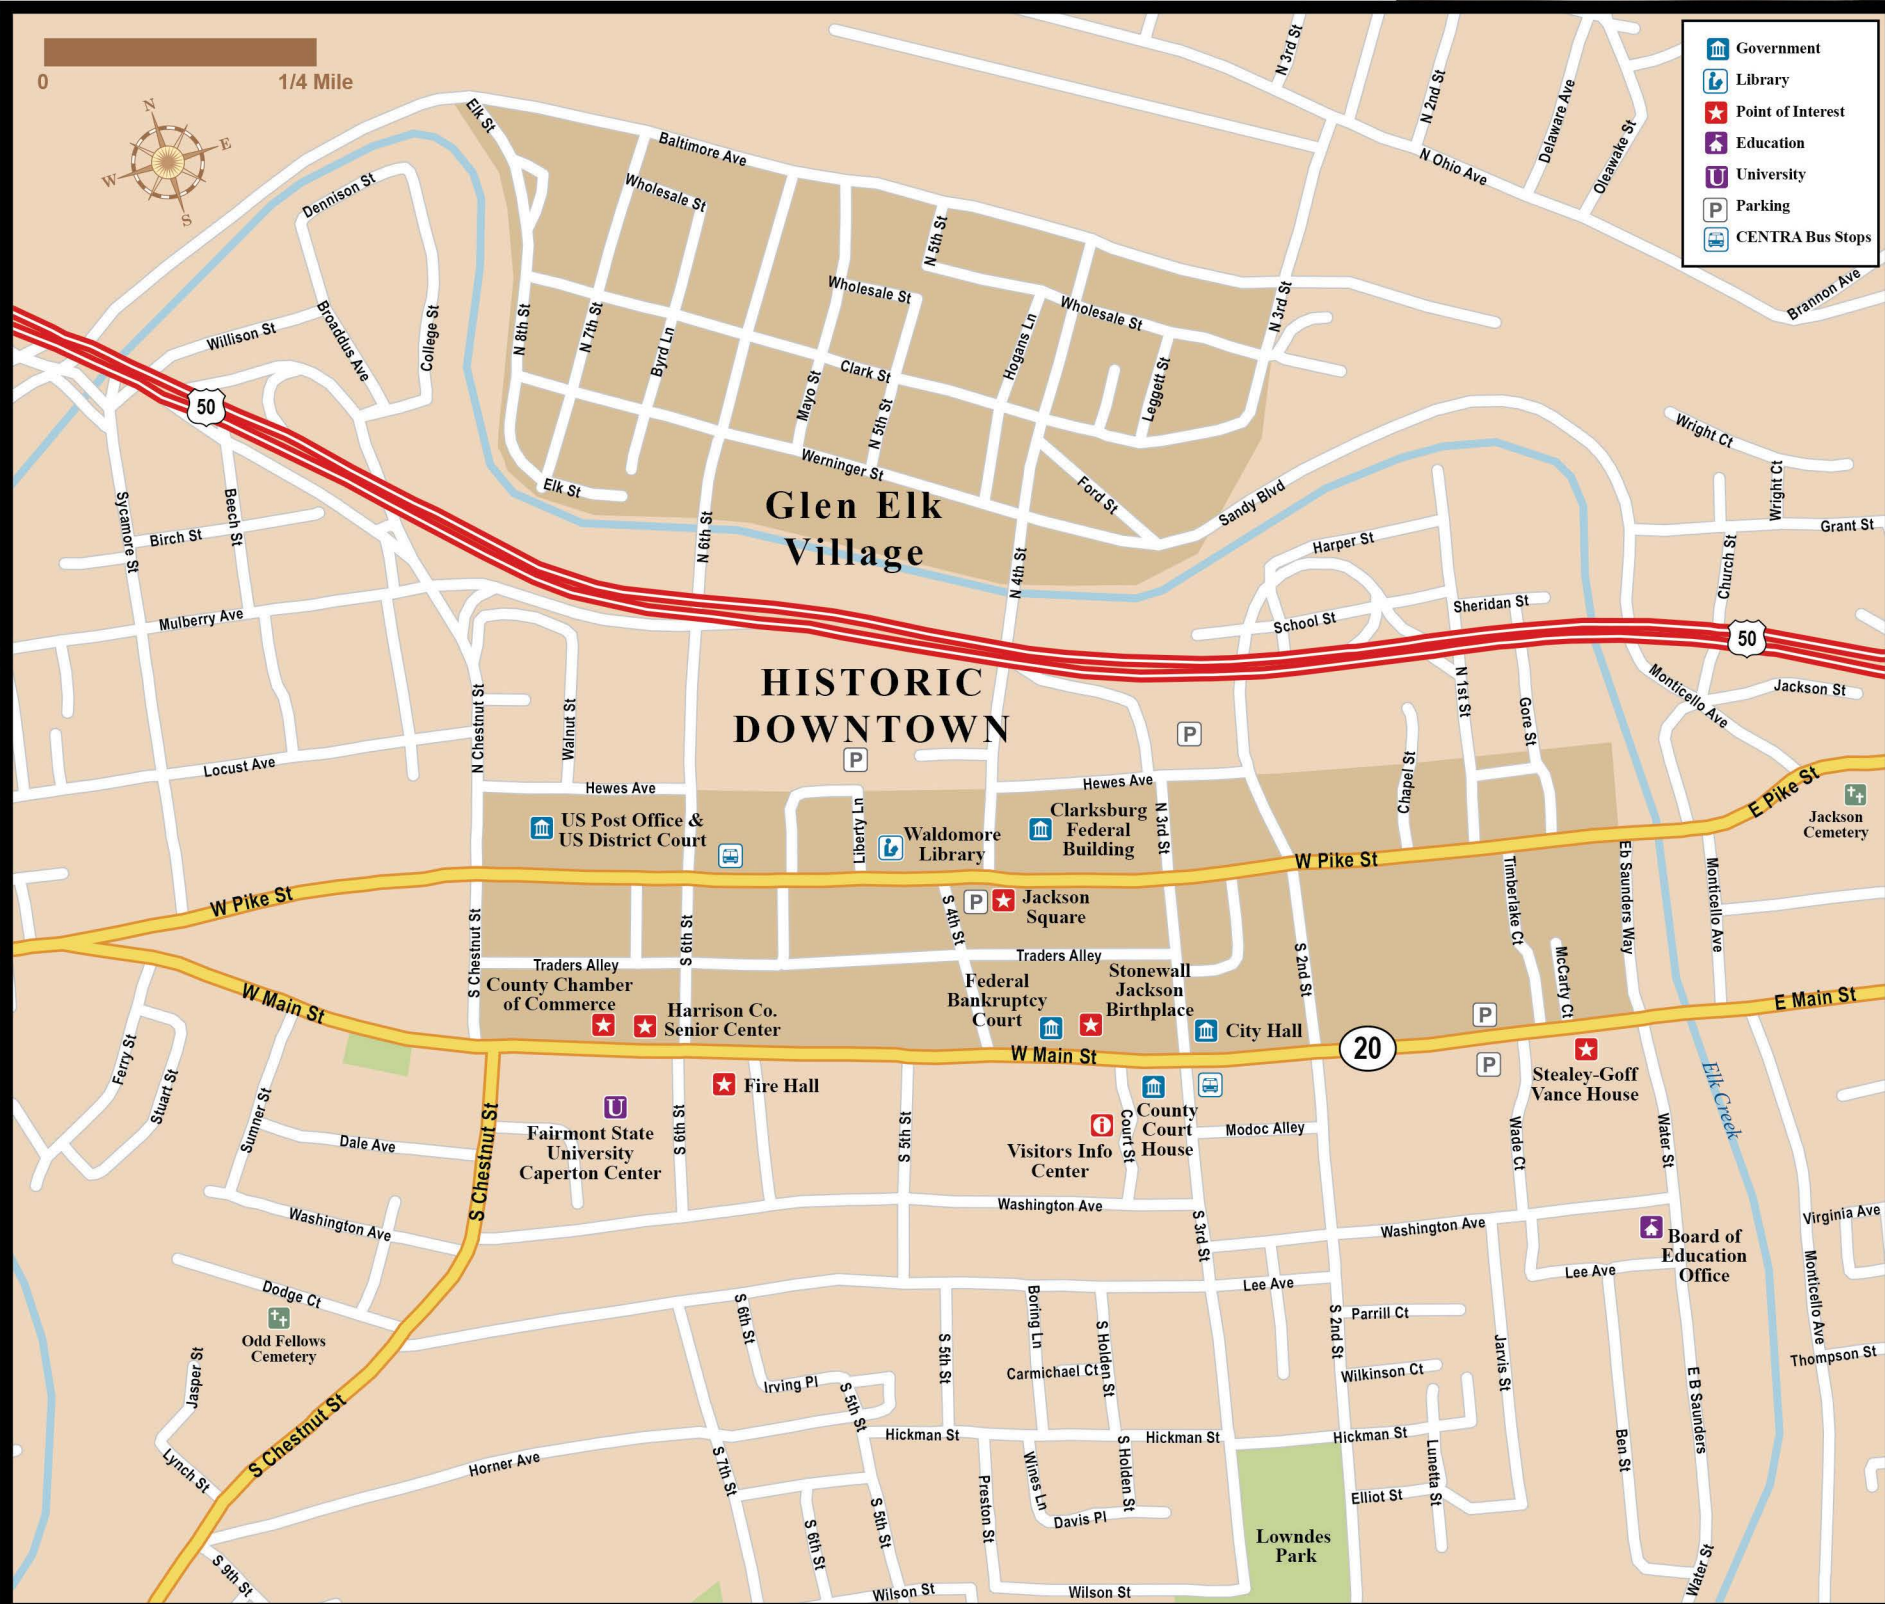 0
1/4 Mile
N
E
W
S
Government
Library
Point of Interest
Education
University
Parking
CENTRA Bus Stops
N 3rd St
N 2nd St
Delaware Ave
Oleawake St
N Ohio Ave
Brannon Ave
Elk St
Baltimore Ave
Dennison St
Wholesale St
N 5th St
Wholesale St
Wholesale St
N 3rd St
Willison St
Broadus Ave
College St
N 8th St
N 7th St
Byrd Ln
Hogans Ln
Clark St
Mayo St
N 5th St
Leggett St
50
Werninger St
Elk St
Ford St
Sandy Blvd
Wright Ct
Wright Ct
Grant St
Glen Elk
Village
Sycamore St
Beech St
Birch St
N 6th St
N 4th St
Harper St
Church St
Mulberry Ave
School St
Sheridan St
50
HISTORIC
DOWNTOWN
N Chestnut St
Walnut St
N 1st St
Gore St
Monticello Ave
Jackson St
P
P
Locust Ave
Hewes Ave
Hewes Ave
Chapel St
E Pike St
Jackson
Cemetery
US Post Office &
US District Court
Liberty Ln
Waldomore
Library
Clarksburg
Federal
Building
N 3rd St
W Pike St
W Pike St
Eb Saunders Way
Timberlake Ct
Monticello Ave
P
Jackson
Square
S Chestnut St
S 6th St
S 4th St
S 2nd St
McCarty Ct
Traders Alley
Traders Alley
County Chamber
of Commerce
Harrison Co.
Senior Center
Federal
Bankruptcy
Court
Stonewall
Jackson
Birthplace
City Hall
W Main St
W Main St
20
P
P
E Main St
Stealey-Goff
Vance House
Elk Creek
Ferry St
Stuart St
Sumner St
Fire Hall
U
Fairmont State
University
Caperton Center
S 6th St
S 5th St
Visitors Info
Center
Court St
County
Court
House
Modoc Alley
Wade Ct
Water St
Dale Ave
S Chestnut St
Washington Ave
Washington Ave
S 3rd St
Washington Ave
Virginia Ave
Board of
Education
Office
Lee Ave
Lee Ave
Monticello Ave
Dodge Ct
Odd Fellows
Cemetery
S 6th St
Boring Ln
S Holden St
S 2nd St
Parrill Ct
Jarvis St
Thompson St
Jasper St
S 5th St
Carmichael Ct
Wilkinson Ct
Irving Pl
S 5th St
E B Saunders
S Chestnut St
Hickman St
Hickman St
Hickman St
Ben St
Lynch St
Horner Ave
S 7th St
Wines Ln
S Holden St
Lunetta St
Preston St
Elliot St
Davis Pl
S 6th St
S 5th St
Lowndes
Park
S 9th St
Wilson St
Wilson St
Water St